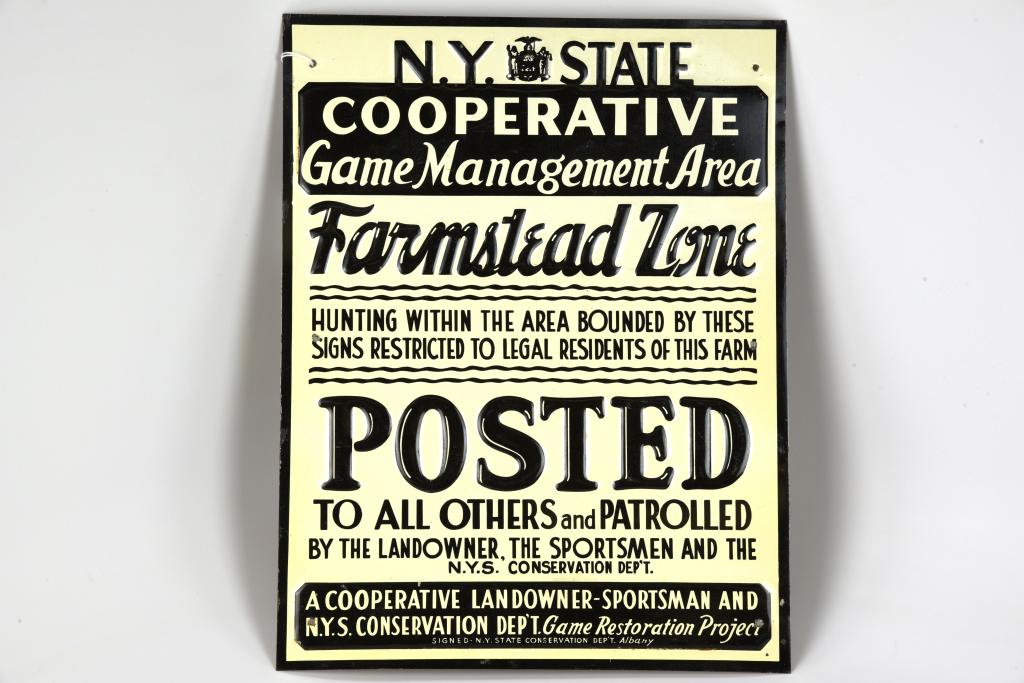 N.Y. STATE
COOPERATIVE
Game Management Area
Farmstead Zone
HUNTING WITHIN THE AREA BOUNDED BY THESE
SIGNS RESTRICTED TO LEGAL RESIDENTS OF THIS FARM
POSTED
TO ALL OTHERS and PATROLLED
BY THE LANDOWNER, THE SPORTSMEN AND THE
N.Y.S. CONSERVATION DEP'T.
A COOPERATIVE LANDOWNER-SPORTSMAN AND
N.Y.S. CONSERVATION DEP'T. Game Restoration Project
SIGNED - N.Y. STATE CONSERVATION DEP'T. Albany